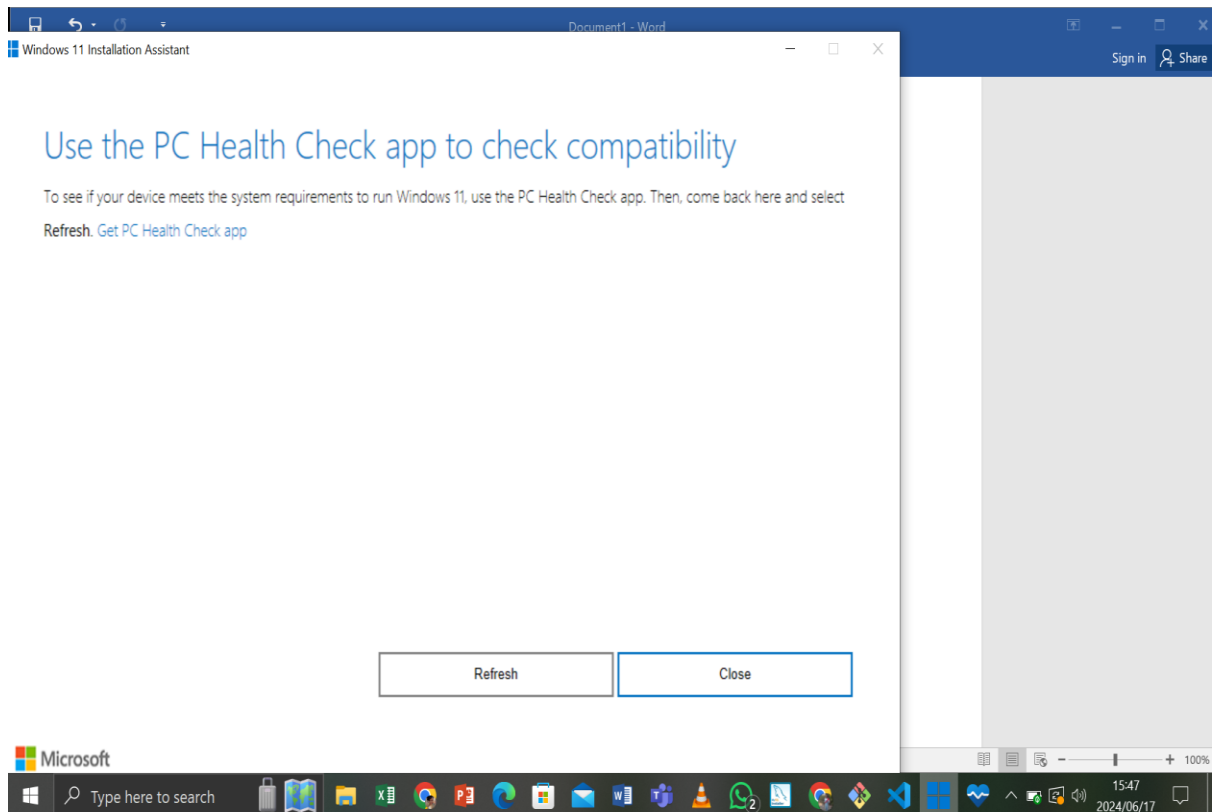 Document1 - Word
Windows 11 Installation Assistant
Sign in Share
Use the PC Health Check app to check compatibility
To see if your device meets the system requirements to run Windows 11, use the PC Health Check app. Then, come back here and select
Refresh. Get PC Health Check app
Refresh Close
Microsoft
100%
Type here to search
2
15:47
2024/06/17